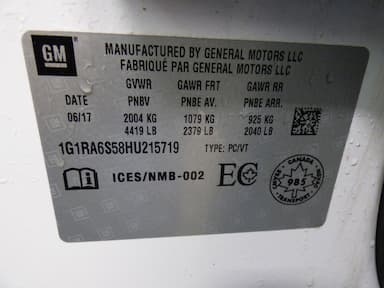 GM
MANUFACTURED BY GENERAL MOTORS LLC
FABRIQUÉ PAR GENERAL MOTORS LLC
GVWR GAWR FRT GAWR RR
DATE PNBV PNBE AV. PNBE ARR.
06/17 2004 KG 1079 KG 925 KG
4419 LB 2379 LB 2040 LB
1G1RA6S58HU215719 TYPE: PC/VT
ICES/NMB-002 EC
CANADA
985
TRANSPORT